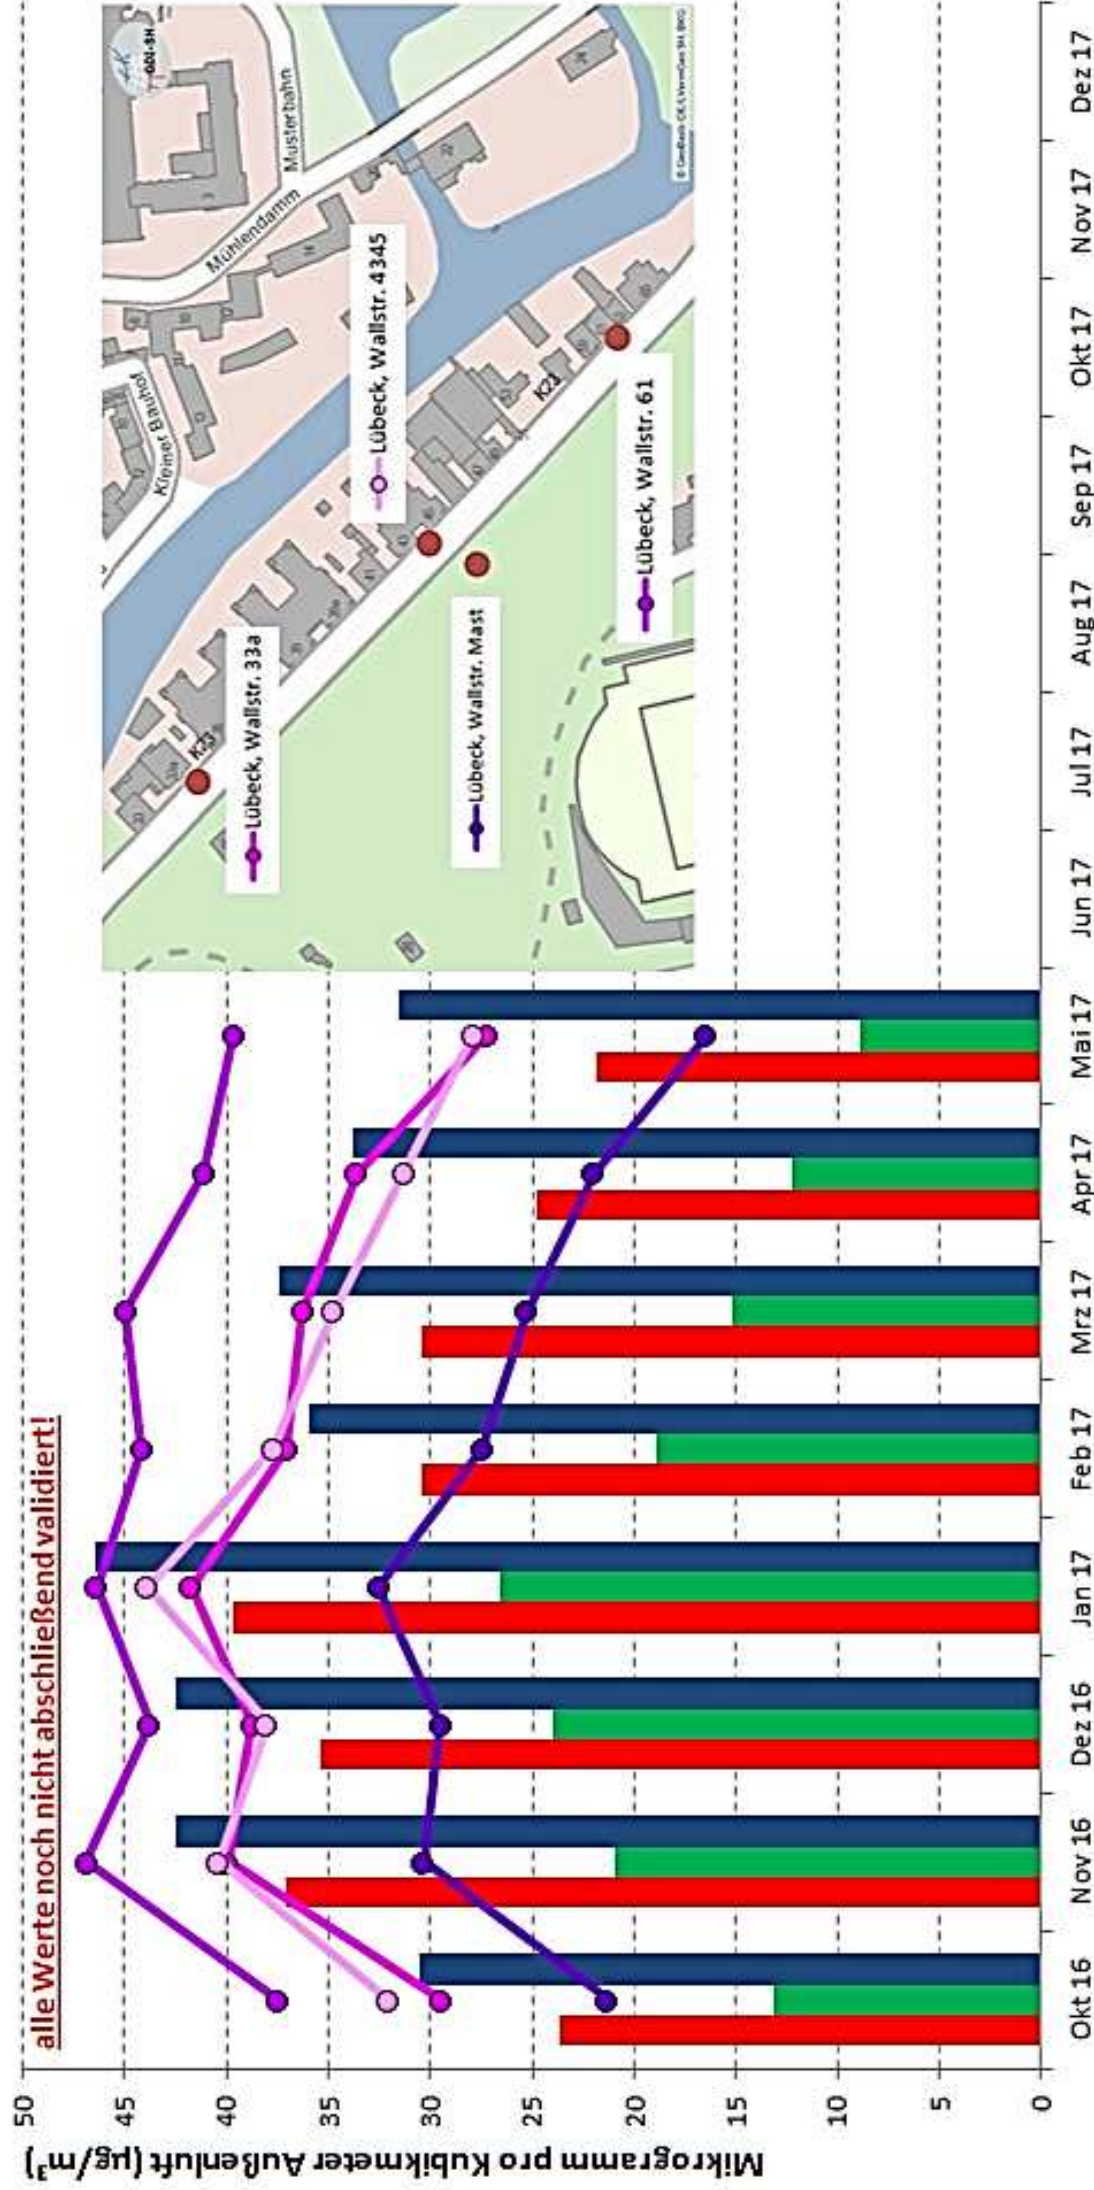 alle Werte noch nicht abschließend validiert!
Mikrogramm pro Kubikmeter Außenluft (µg/m³)
50
45
40
35
30
25
20
15
10
5
0
Okt 16
Nov 16
Dez 16
Jan 17
Feb 17
Mrz 17
Apr 17
Mai 17
Jun 17
Jul 17
Aug 17
Sep 17
Okt 17
Nov 17
Dez 17
Lübeck, Wallstr. 33a
Lübeck, Wallstr. 4345
Lübeck, Wallstr. Mast
Lübeck, Wallstr. 61
Kleiner Bauhof
Mühlendamm
Musterbahn
K23
K23
GDI-SH